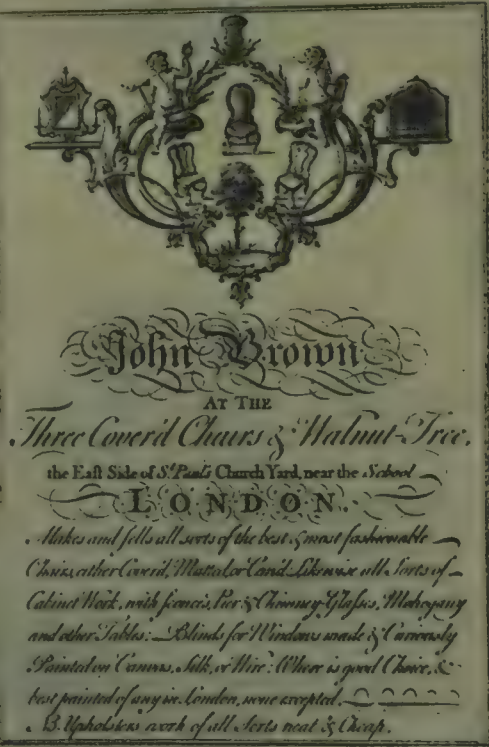 John Brown
AT THE
Three Cover'd Chairs & Walnut-Tree,
the East Side of St. Paul's Church Yard, near the School
LONDON.
Makes and sells all sorts of the best & most fashionable
Chairs, either Cover'd, Matted, or Can'd. Likewise all Sorts of
Cabinet Work, with Sconces, Pier & Chimney-Glasses, Mahogany
and other Tables: Blinds for Windows made & Curiously
Painted on Canvas, Silk, or Wire: Where is good Choice, &
best painted of any in London, none excepted.
N.B. Upholsters work of all Sorts neat & Cheap.